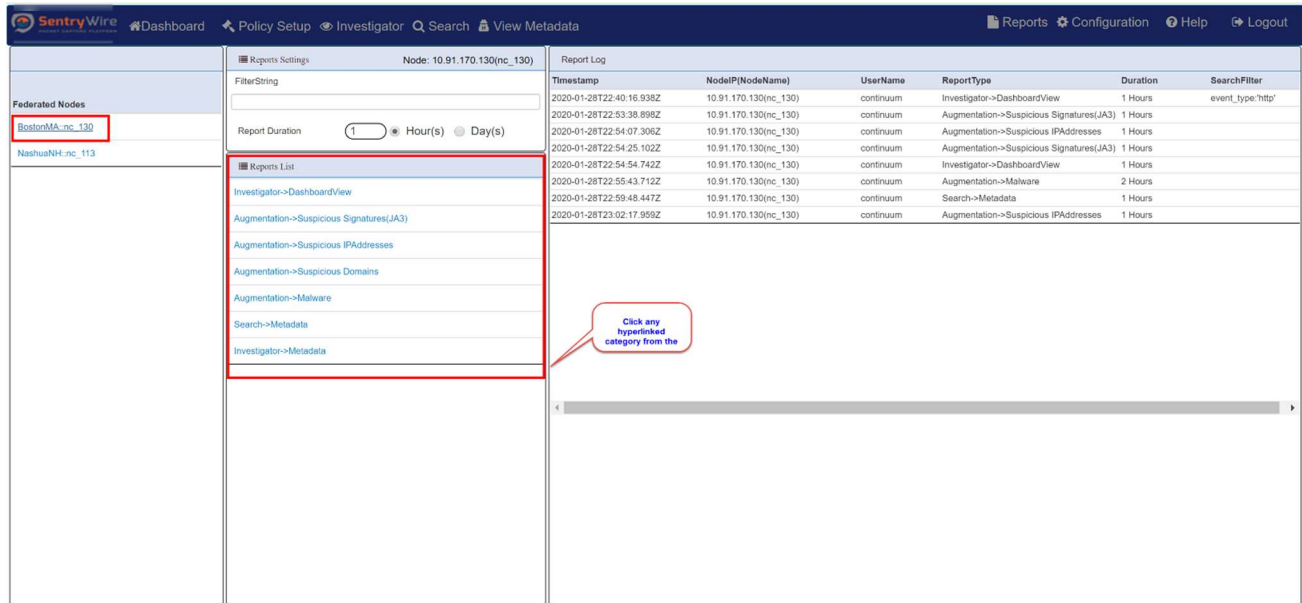 SentryWire
Dashboard Policy Setup Investigator Search View Metadata Reports Configuration Help Logout
Federated Nodes
BostonMA::nc_130
NashuaNH::nc_113
Reports Settings Node: 10.91.170.130(nc_130)
FilterString
Report Duration 1 Hour(s) Day(s)
Reports List
Investigator->DashboardView
Augmentation->Suspicious Signatures(JA3)
Augmentation->Suspicious IPAddresses
Augmentation->Suspicious Domains
Augmentation->Malware
Search->Metadata
Investigator->Metadata
Report Log
Timestamp NodeIP(NodeName) UserName ReportType Duration SearchFilter
2020-01-28T22:40:16.938Z 10.91.170.130(nc_130) continuum Investigator->DashboardView 1 Hours event_type:'http'
2020-01-28T22:53:38.898Z 10.91.170.130(nc_130) continuum Augmentation->Suspicious Signatures(JA3) 1 Hours
2020-01-28T22:54:07.306Z 10.91.170.130(nc_130) continuum Augmentation->Suspicious IPAddresses 1 Hours
2020-01-28T22:54:25.102Z 10.91.170.130(nc_130) continuum Augmentation->Suspicious Signatures(JA3) 1 Hours
2020-01-28T22:54:54.742Z 10.91.170.130(nc_130) continuum Investigator->DashboardView 1 Hours
2020-01-28T22:55:43.712Z 10.91.170.130(nc_130) continuum Augmentation->Malware 2 Hours
2020-01-28T22:59:48.447Z 10.91.170.130(nc_130) continuum Search->Metadata 1 Hours
2020-01-28T23:02:17.959Z 10.91.170.130(nc_130) continuum Augmentation->Suspicious IPAddresses 1 Hours
Click any
hyperlinked
category from the